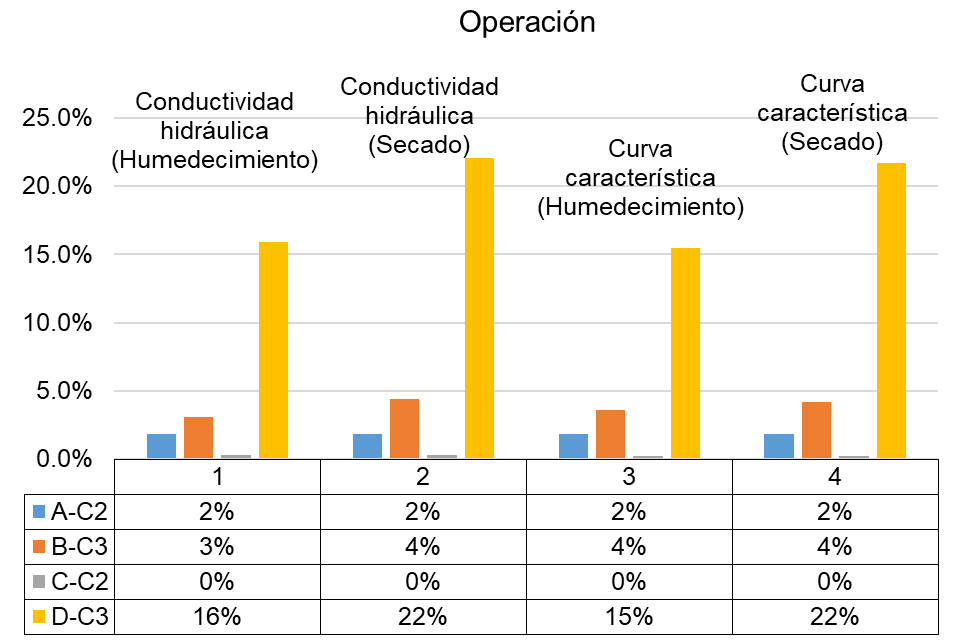 Operación
Conductividad
hidráulica
(Humedecimiento)
Conductividad
hidráulica
(Secado)
Curva
característica
(Humedecimiento)
Curva
característica
(Secado)
25.0%
20.0%
15.0%
10.0%
5.0%
0.0%
1 2 3 4
A-C2 2% 2% 2% 2%
B-C3 3% 4% 4% 4%
C-C2 0% 0% 0% 0%
D-C3 16% 22% 15% 22%